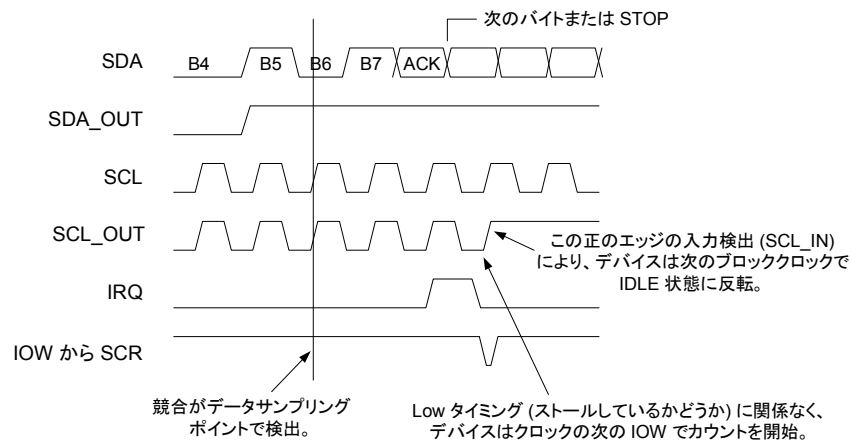 次のバイトまたは STOP
SDA
B4
B5
B6
B7
ACK
SDA_OUT
SCL
SCL_OUT
この正のエッジの入力検出 (SCL_IN)
により、デバイスは次のブロッククロックで
IDLE 状態に反転。
IRQ
IOW から SCR
競合がデータサンプリング
ポイントで検出。
Low タイミング (ストールしているかどうか) に関係なく、
デバイスはクロックの次の IOW でカウントを開始。